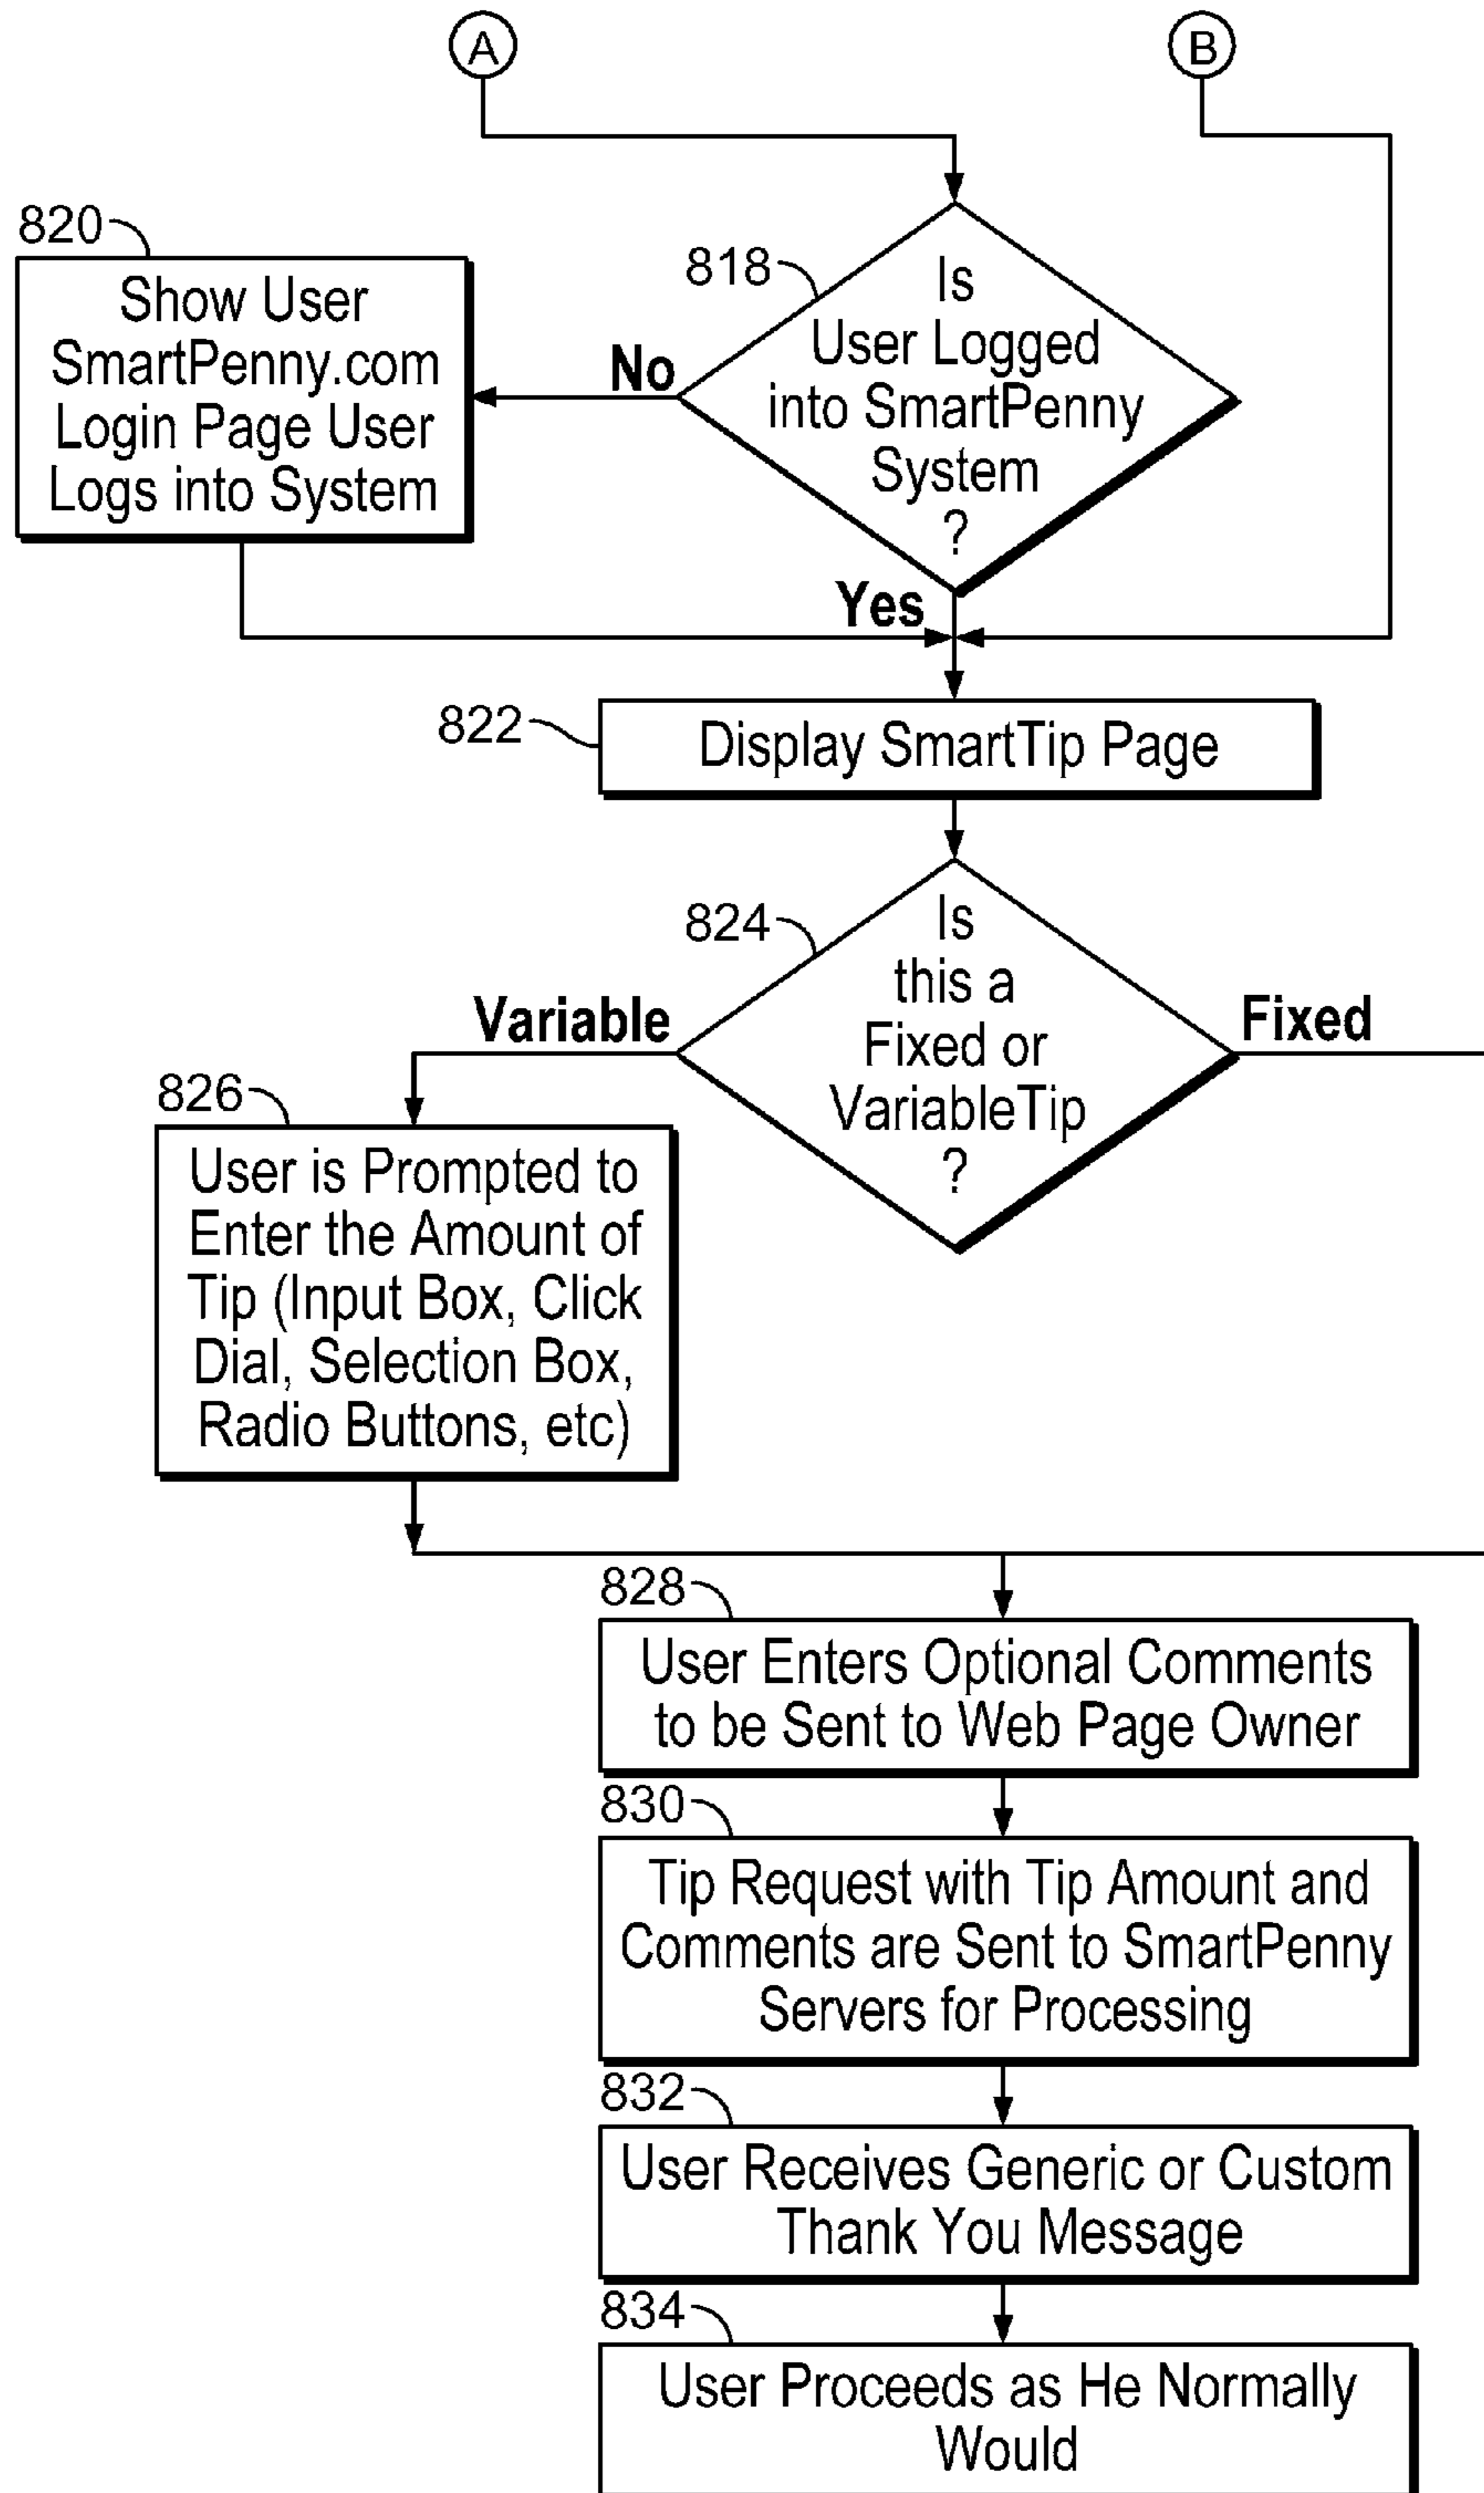 A
B
820
Show User
SmartPenny.com
Login Page User
Logs into System
818
Is
User Logged
into SmartPenny
System
?
No
Yes
822
Display SmartTip Page
824
Is
this a
Fixed or
VariableTip
?
Variable
Fixed
826
User is Prompted to
Enter the Amount of
Tip (Input Box, Click
Dial, Selection Box,
Radio Buttons, etc)
828
User Enters Optional Comments
to be Sent to Web Page Owner
830
Tip Request with Tip Amount and
Comments are Sent to SmartPenny
Servers for Processing
832
User Receives Generic or Custom
Thank You Message
834
User Proceeds as He Normally
Would